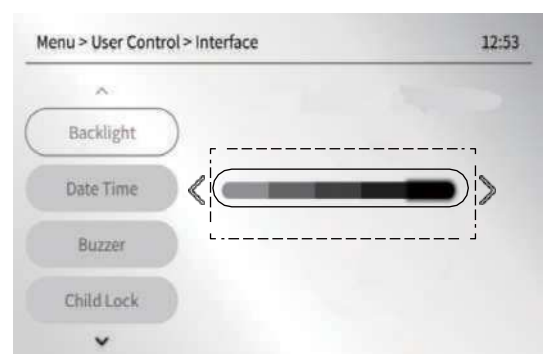 Menu > User Control > Interface 12:53
Backlight
Date Time
Buzzer
Child Lock